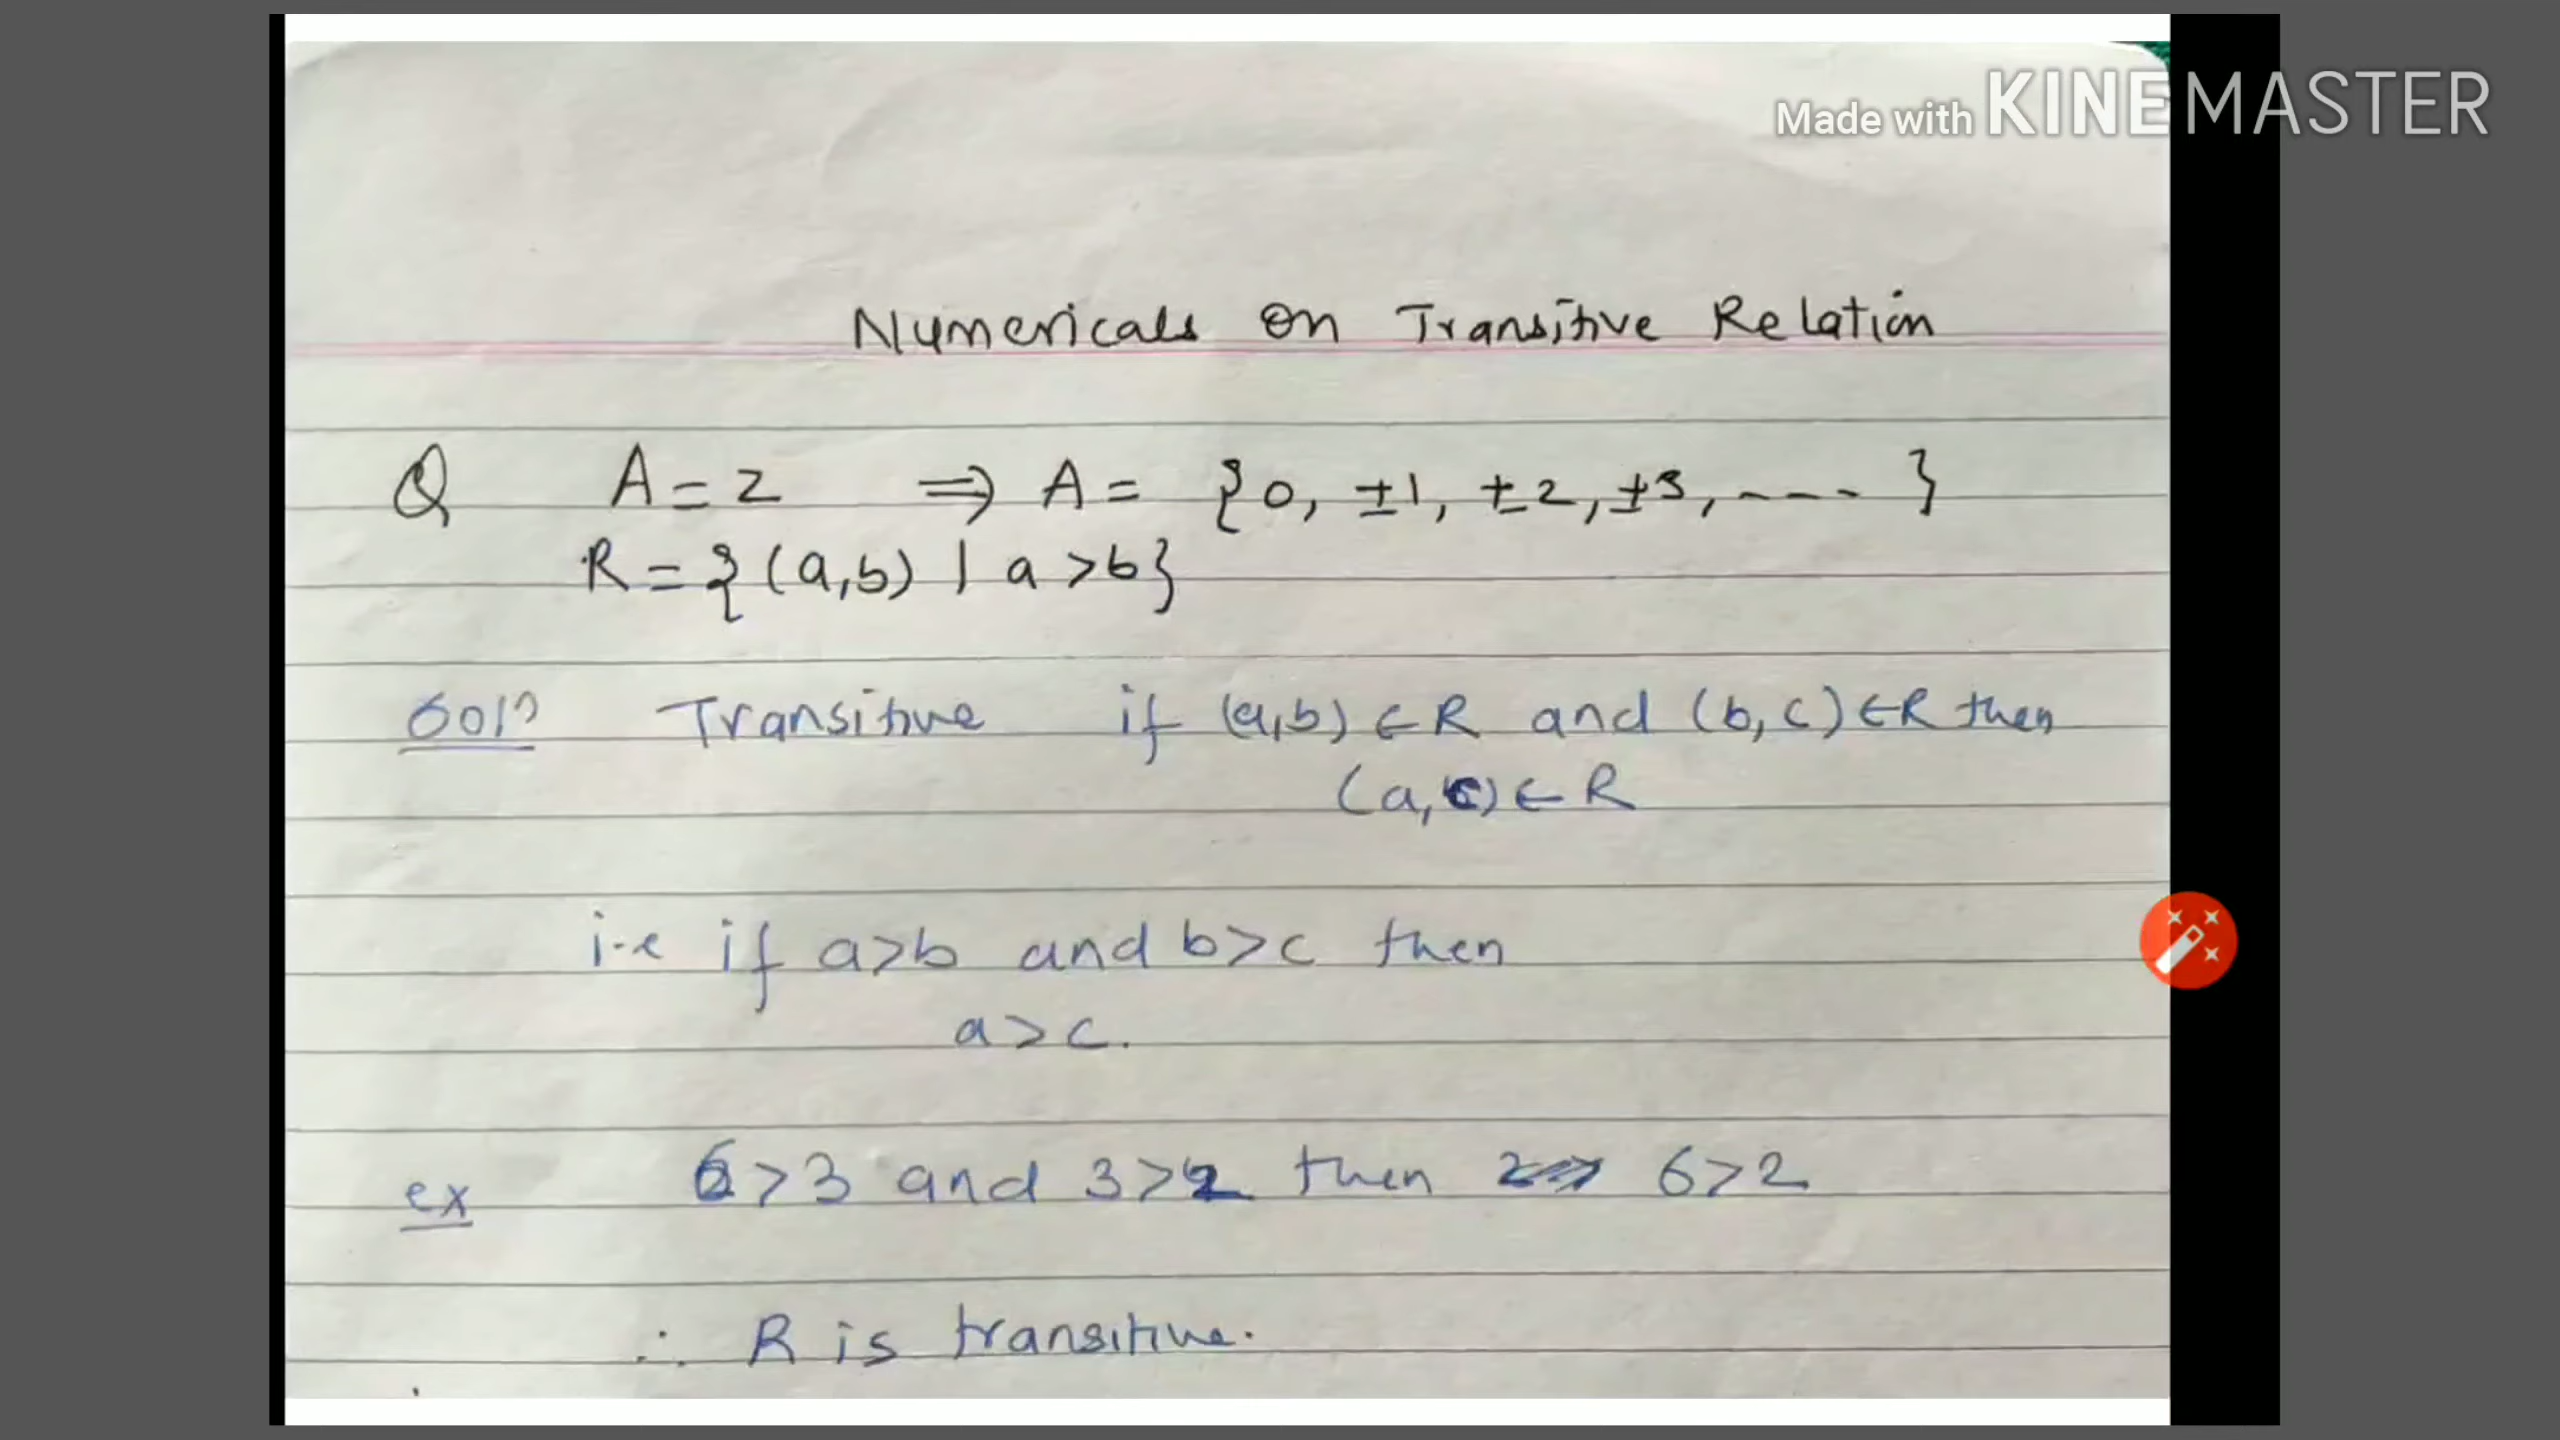 Made with KINEMASTER
Numericals on Transitive Relation
Q A = Z ⇒ A = {0, ±1, ±2, ±3, ---- }
R = {(a,b) | a > b}
Solⁿ Transitive if (a,b) ∈ R and (b,c) ∈ R then
(a,c) ∈ R
i.e if a>b and b>c then
a>c.
ex 6>3 and 3>2 then 6>2
∴ R is transitive.